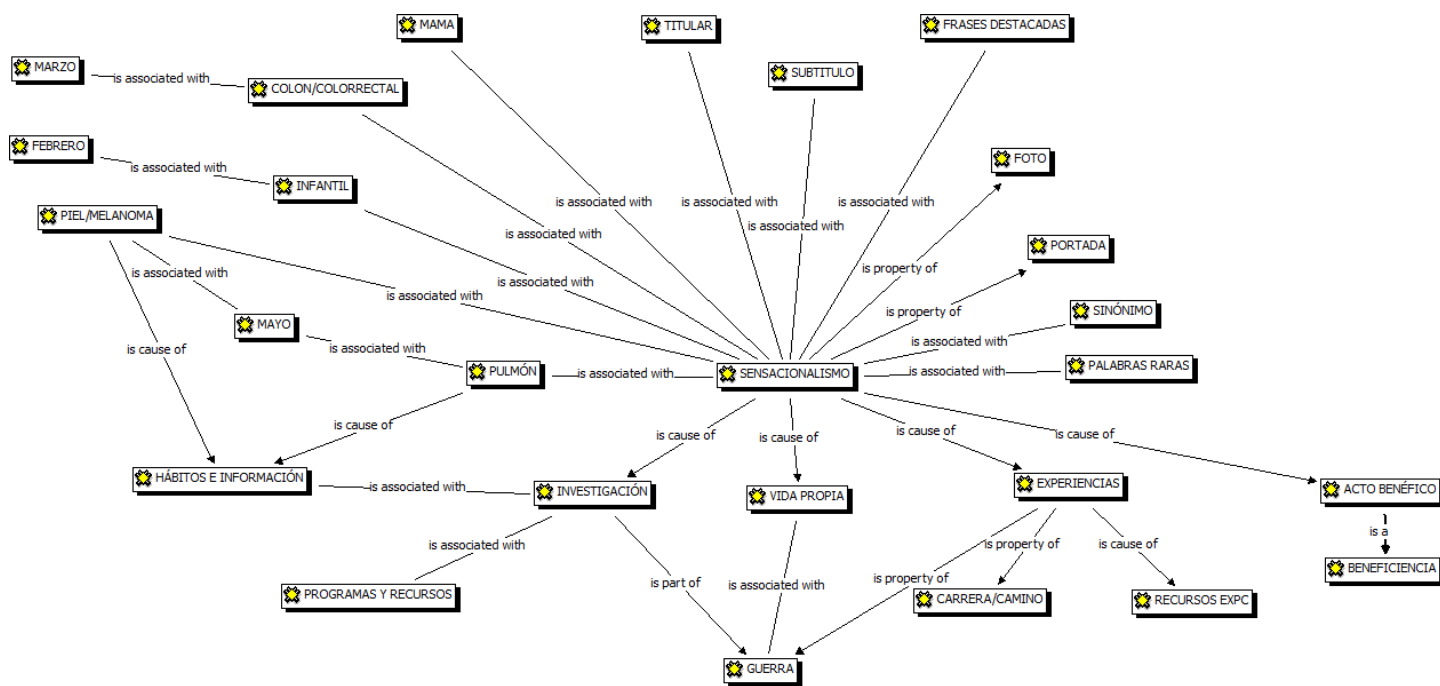 MAMA
TITULAR
FRASES DESTACADAS
MARZO
is associated with
COLON/COLORRECTAL
SUBTITULO
FEBRERO
is associated with
INFANTIL
FOTO
PIEL/MELANOMA
is associated with
is associated with
is associated with
is associated with
is associated with
PORTADA
is property of
is associated with
is associated with
is associated with
is property of
SINÓNIMO
MAYO
is associated with
is cause of
is associated with
PULMÓN
is associated with
SENSACIONALISMO
is associated with
PALABRAS RARAS
is cause of
is cause of
is cause of
is cause of
is cause of
HÁBITOS E INFORMACIÓN
is associated with
INVESTIGACIÓN
VIDA PROPIA
EXPERIENCIAS
ACTO BENÉFICO
is associated with
is property of
is cause of
is a
PROGRAMAS Y RECURSOS
is part of
is associated with
is property of
CARRERA/CAMINO
RECURSOS EXPC
BENEFICIENCIA
GUERRA